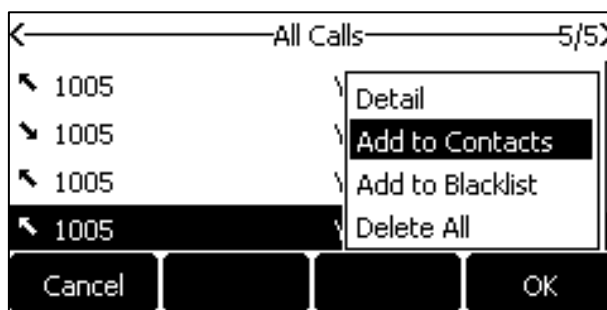 All Calls 5/5
1005
Detail
1005
Add to Contacts
1005
Add to Blacklist
1005
Delete All
Cancel OK